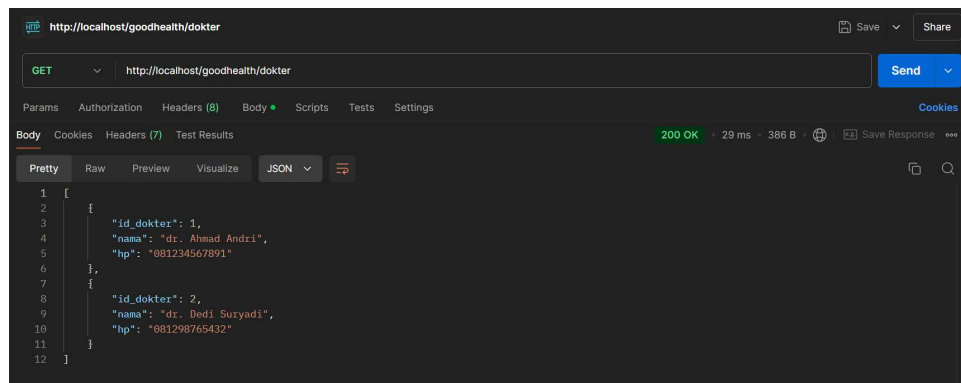 HTTP http://localhost/goodhealth/dokter Save Share
GET http://localhost/goodhealth/dokter Send
Params Authorization Headers (8) Body Scripts Tests Settings Cookies
Body Cookies Headers (7) Test Results 200 OK 29 ms 386 B e.g. Save Response
Pretty Raw Preview Visualize JSON
1 [
2 {
3 "id_dokter": 1,
4 "nama": "dr. Ahmad Andri",
5 "hp": "081234567891"
6 },
7 {
8 "id_dokter": 2,
9 "nama": "dr. Dedi Suryadi",
10 "hp": "081298765432"
11 }
12 ]